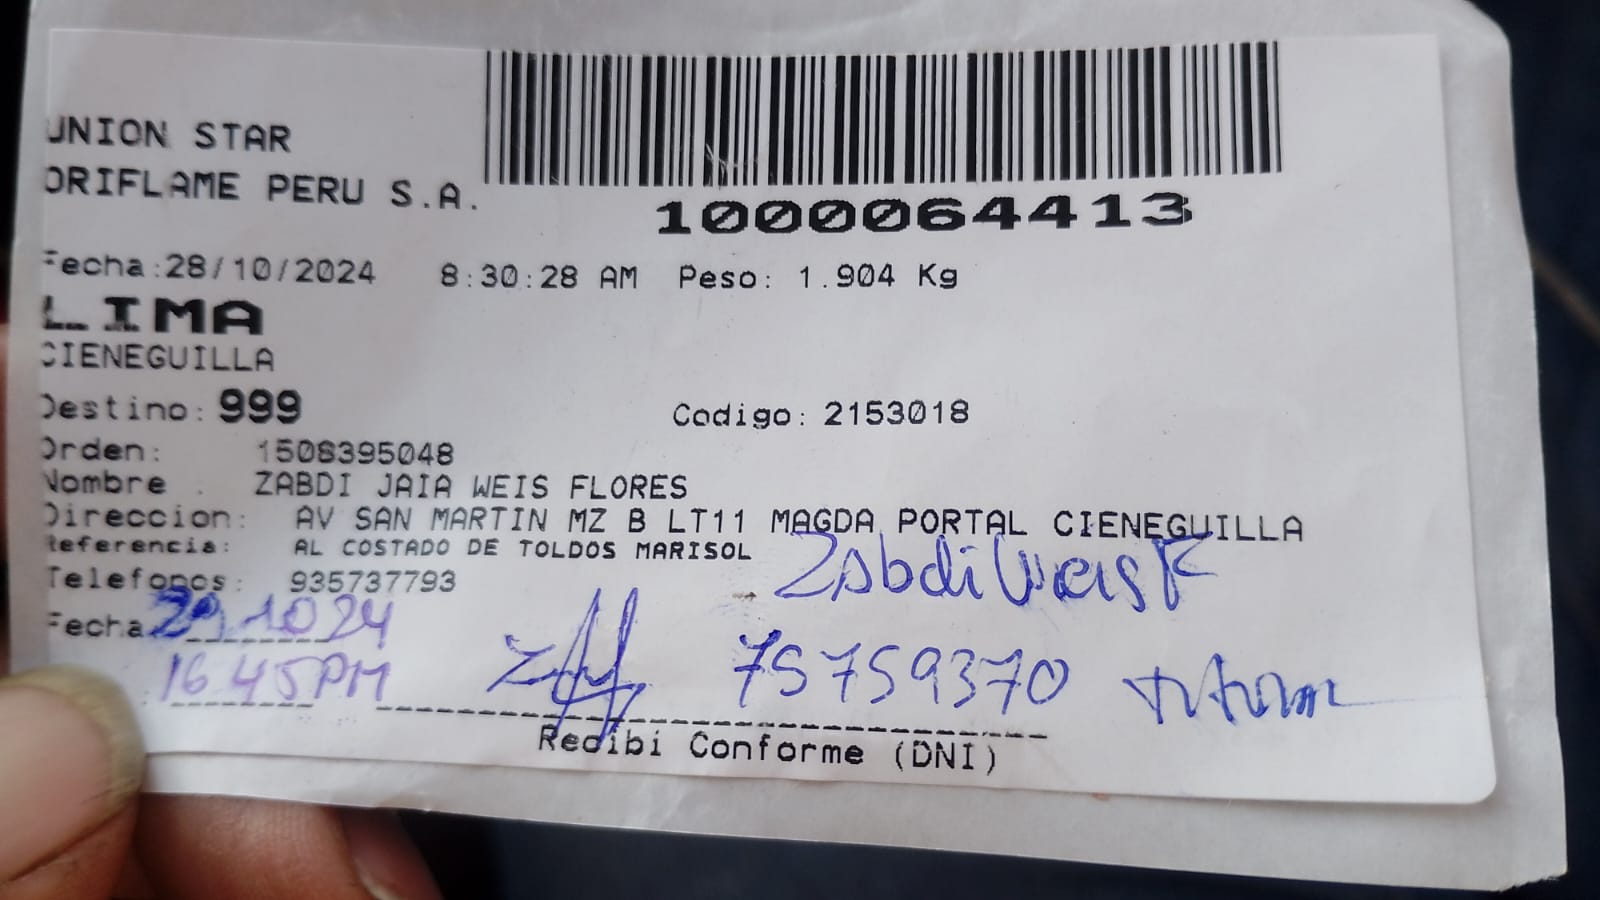 UNION STAR
ORIFLAME PERU S.A.
1000064413
Fecha:28/10/2024 8:30:28 AM Peso: 1.904 Kg
LIMA
CIENEGUILLA
Destino: 999 Codigo: 2153018
Orden: 1508395048
Nombre : ZABDI JAIA WEIS FLORES
Direccion: AV SAN MARTIN MZ B LT11 MAGDA PORTAL CIENEGUILLA
Referencia: AL COSTADO DE TOLDOS MARISOL
Telefonos: 935737793
Zabdi Weis F
Fecha 29 10 24
16 45 PM 75759370
Recibi Conforme (DNI)